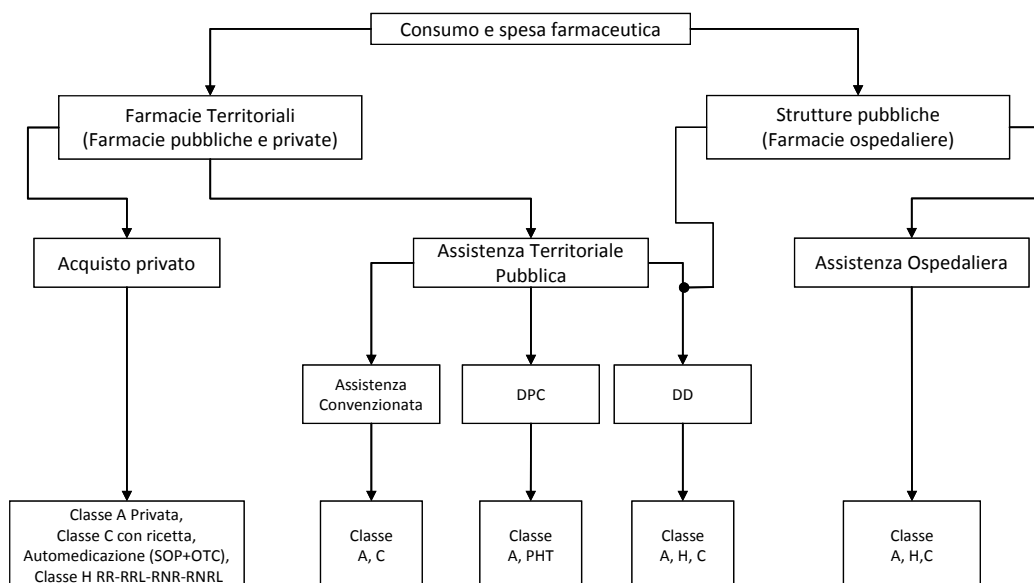 Consumo e spesa farmaceutica
Farmacie Territoriali
(Farmacie pubbliche e private)
Strutture pubbliche
(Farmacie ospedaliere)
Acquisto privato
Assistenza Territoriale
Pubblica
Assistenza Ospedaliera
Assistenza
Convenzionata
DPC
DD
Classe A Privata,
Classe C con ricetta,
Automedicazione (SOP+OTC),
Classe H RR-RRL-RNR-RNRL
Classe
A, C
Classe
A, PHT
Classe
A, H, C
Classe
A, H,C